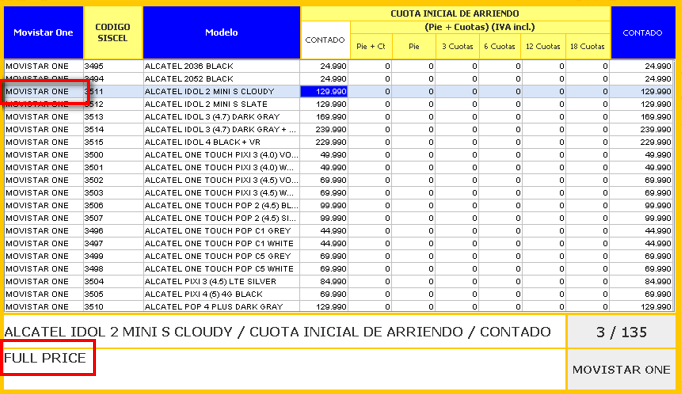 Movistar One CODIGO SISCEL Modelo CONTADO CUOTA INICIAL DE ARRIENDO CONTADO
(Pie + Cuotas) (IVA incl.)
Pie + Ct Pie 3 Cuotas 6 Cuotas 12 Cuotas 18 Cuotas
MOVISTAR ONE 3495 ALCATEL 2036 BLACK 24.990 0 0 0 0 0 0 24.990
MOVISTAR ONE 3494 ALCATEL 2052 BLACK 24.990 0 0 0 0 0 0 24.990
MOVISTAR ONE 3511 ALCATEL IDOL 2 MINI S CLOUDY 129.990 0 0 0 0 0 0 129.990
MOVISTAR ONE 3512 ALCATEL IDOL 2 MINI S SLATE 129.990 0 0 0 0 0 0 129.990
MOVISTAR ONE 3513 ALCATEL IDOL 3 (4.7) DARK GRAY 169.990 0 0 0 0 0 0 169.990
MOVISTAR ONE 3514 ALCATEL IDOL 3 (4.7) DARK GRAY + ... 239.990 0 0 0 0 0 0 239.990
MOVISTAR ONE 3515 ALCATEL IDOL 4 BLACK + VR 229.990 0 0 0 0 0 0 229.990
MOVISTAR ONE 3500 ALCATEL ONE TOUCH PIXI 3 (4.0) VO... 49.990 0 0 0 0 0 0 49.990
MOVISTAR ONE 3501 ALCATEL ONE TOUCH PIXI 3 (4.0) W... 49.990 0 0 0 0 0 0 49.990
MOVISTAR ONE 3502 ALCATEL ONE TOUCH PIXI 3 (4.5) VO... 69.990 0 0 0 0 0 0 69.990
MOVISTAR ONE 3503 ALCATEL ONE TOUCH PIXI 3 (4.5) W... 69.990 0 0 0 0 0 0 69.990
MOVISTAR ONE 3506 ALCATEL ONE TOUCH POP 2 (4.5) BL... 99.990 0 0 0 0 0 0 99.990
MOVISTAR ONE 3507 ALCATEL ONE TOUCH POP 2 (4.5) SI... 99.990 0 0 0 0 0 0 99.990
MOVISTAR ONE 3496 ALCATEL ONE TOUCH POP C1 GREY 44.990 0 0 0 0 0 0 44.990
MOVISTAR ONE 3497 ALCATEL ONE TOUCH POP C1 WHITE 44.990 0 0 0 0 0 0 44.990
MOVISTAR ONE 3499 ALCATEL ONE TOUCH POP C5 GREY 69.990 0 0 0 0 0 0 69.990
MOVISTAR ONE 3498 ALCATEL ONE TOUCH POP C5 WHITE 69.990 0 0 0 0 0 0 69.990
MOVISTAR ONE 3504 ALCATEL PIXI 3 (4.5) LTE SILVER 84.990 0 0 0 0 0 0 84.990
MOVISTAR ONE 3505 ALCATEL PIXI 4 (5) 4G BLACK 69.990 0 0 0 0 0 0 69.990
MOVISTAR ONE 3510 ALCATEL POP 4 PLUS DARK GRAY 129.990 0 0 0 0 0 0 129.990
ALCATEL IDOL 2 MINI S CLOUDY / CUOTA INICIAL DE ARRIENDO / CONTADO 3 / 135
FULL PRICE
MOVISTAR ONE